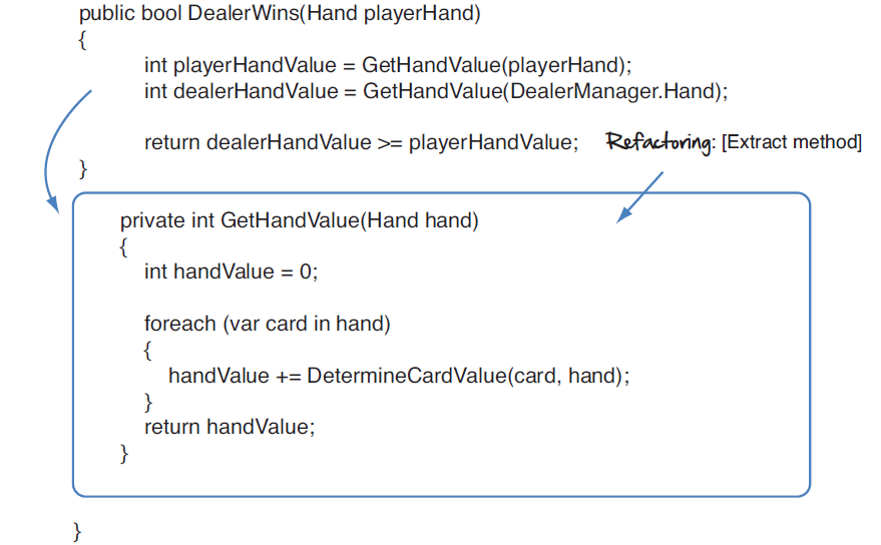 public bool DealerWins(Hand playerHand)
{
int playerHandValue = GetHandValue(playerHand);
int dealerHandValue = GetHandValue(DealerManager.Hand);
return dealerHandValue >= playerHandValue; Refactoring: [Extract method]
}
private int GetHandValue(Hand hand)
{
int handValue = 0;
foreach (var card in hand)
{
handValue += DetermineCardValue(card, hand);
}
return handValue;
}
}